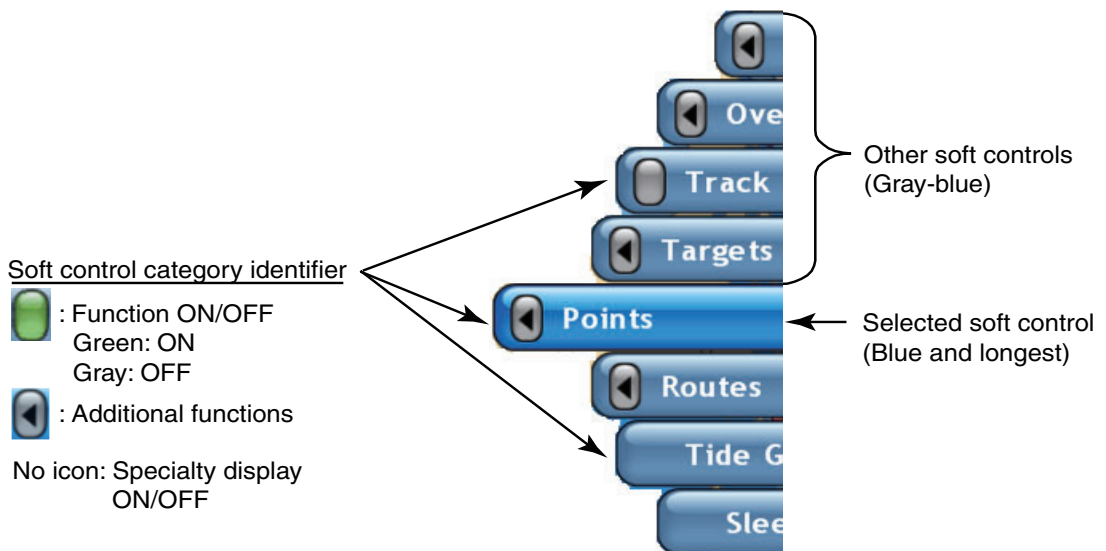 Ove
Track
Targets
Points
Routes
Tide G
Slee
Other soft controls
(Gray-blue)
Selected soft control
(Blue and longest)
Soft control category identifier
: Function ON/OFF
Green: ON
Gray: OFF
: Additional functions
No icon: Specialty display
ON/OFF